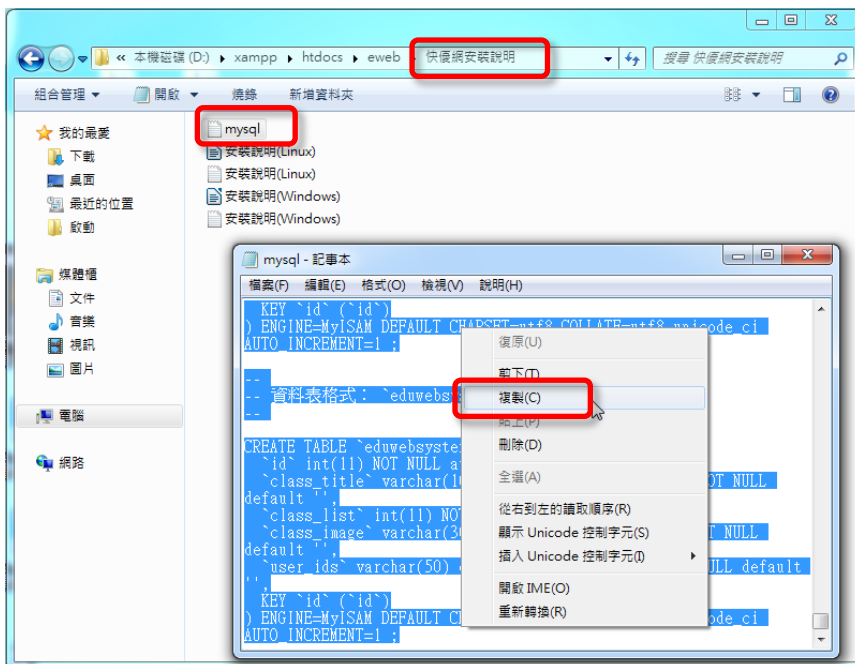 « 本機磁碟 (D:) ▸ xampp ▸ htdocs ▸ eweb 快優網安裝說明
搜尋 快優網安裝說明
組合管理 ▼ 開啟 ▼ 燒錄 新增資料夾
我的最愛
下載
桌面
最近的位置
啟動
媒體櫃
文件
音樂
視訊
圖片
電腦
網路
mysql
安裝說明(Linux)
安裝說明(Linux)
安裝說明(Windows)
安裝說明(Windows)
mysql - 記事本
檔案(F) 編輯(E) 格式(O) 檢視(V) 說明(H)
KEY `id` (`id`)
) ENGINE=MyISAM DEFAULT CHARSET=utf8 COLLATE=utf8_unicode_ci
AUTO_INCREMENT=1 ;
--
-- 資料表格式： `eduwebs
--
CREATE TABLE `eduwebsyste
`id` int(11) NOT NULL a
`class_title` varchar(1 OT NULL
default '',
`class_list` int(11) NO
`class_image` varchar(3 T NULL
default '',
`user_ids` varchar(50) ULL default
'',
KEY `id` (`id`)
) ENGINE=MyISAM DEFAULT C ode_ci
AUTO_INCREMENT=1 ;
復原(U)
剪下(T)
複製(C)
貼上(P)
刪除(D)
全選(A)
從右到左的讀取順序(R)
顯示 Unicode 控制字元(S)
插入 Unicode 控制字元(I)
開啟 IME(O)
重新轉換(R)